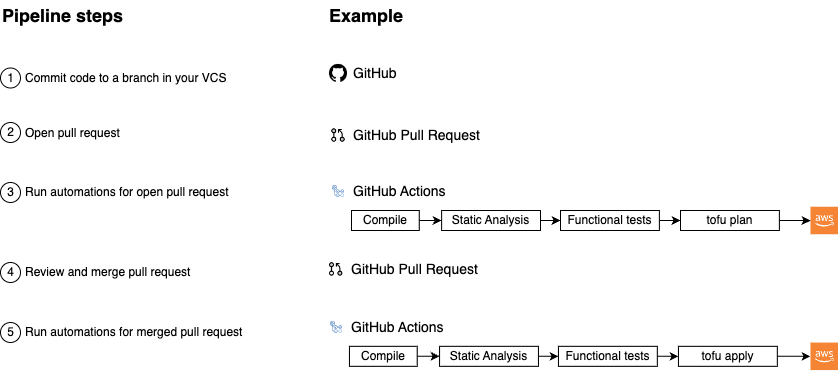 Pipeline steps
Example
1 Commit code to a branch in your VCS
GitHub
2 Open pull request
GitHub Pull Request
3 Run automations for open pull request
GitHub Actions
Compile
Static Analysis
Functional tests
tofu plan
aws
4 Review and merge pull request
GitHub Pull Request
5 Run automations for merged pull request
GitHub Actions
Compile
Static Analysis
Functional tests
tofu apply
aws